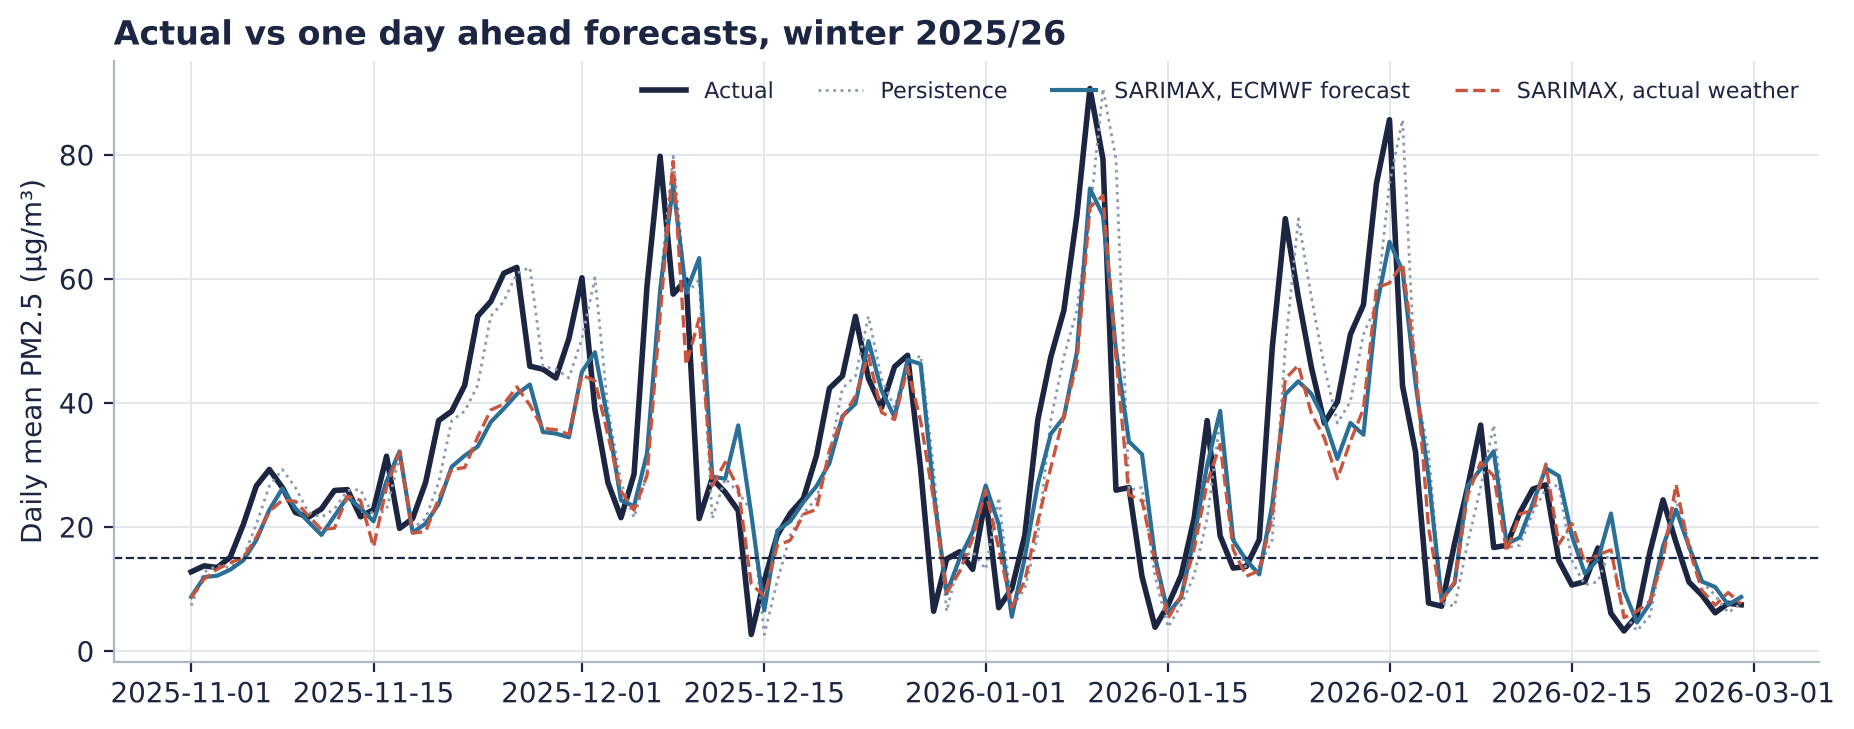 Actual vs one day ahead forecasts, winter 2025/26
Actual
Persistence
SARIMAX, ECMWF forecast
SARIMAX, actual weather
Daily mean PM2.5 (µg/m³)
80
60
40
20
0
2025-11-01
2025-11-15
2025-12-01
2025-12-15
2026-01-01
2026-01-15
2026-02-01
2026-02-15
2026-03-01